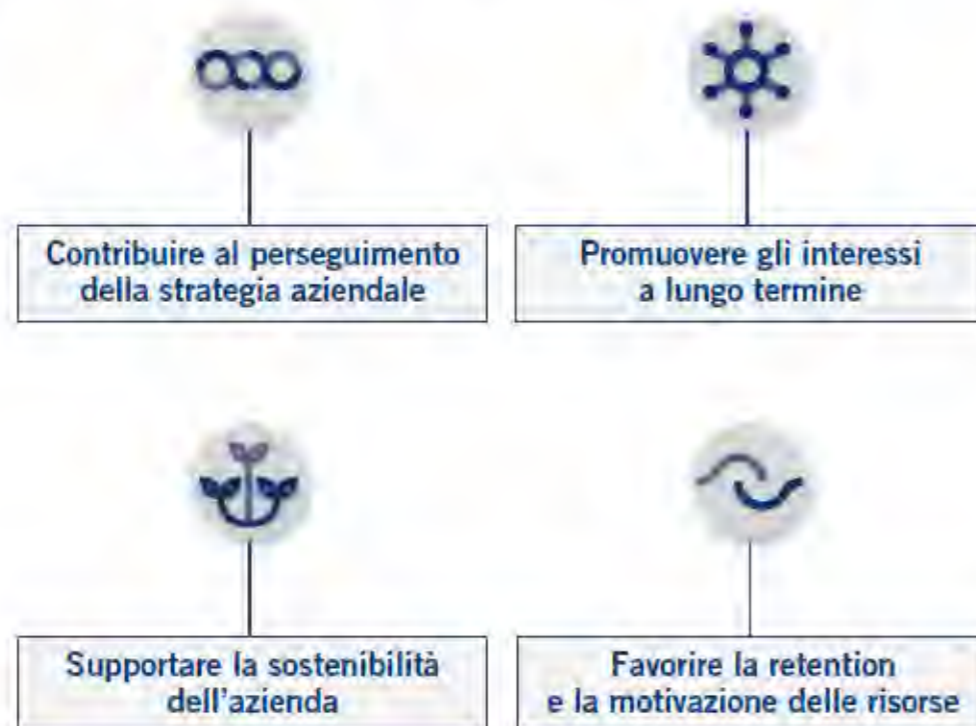 Contribuire al perseguimento
della strategia aziendale
Promuovere gli interessi
a lungo termine
Supportare la sostenibilità
dell'azienda
Favorire la retention
e la motivazione delle risorse